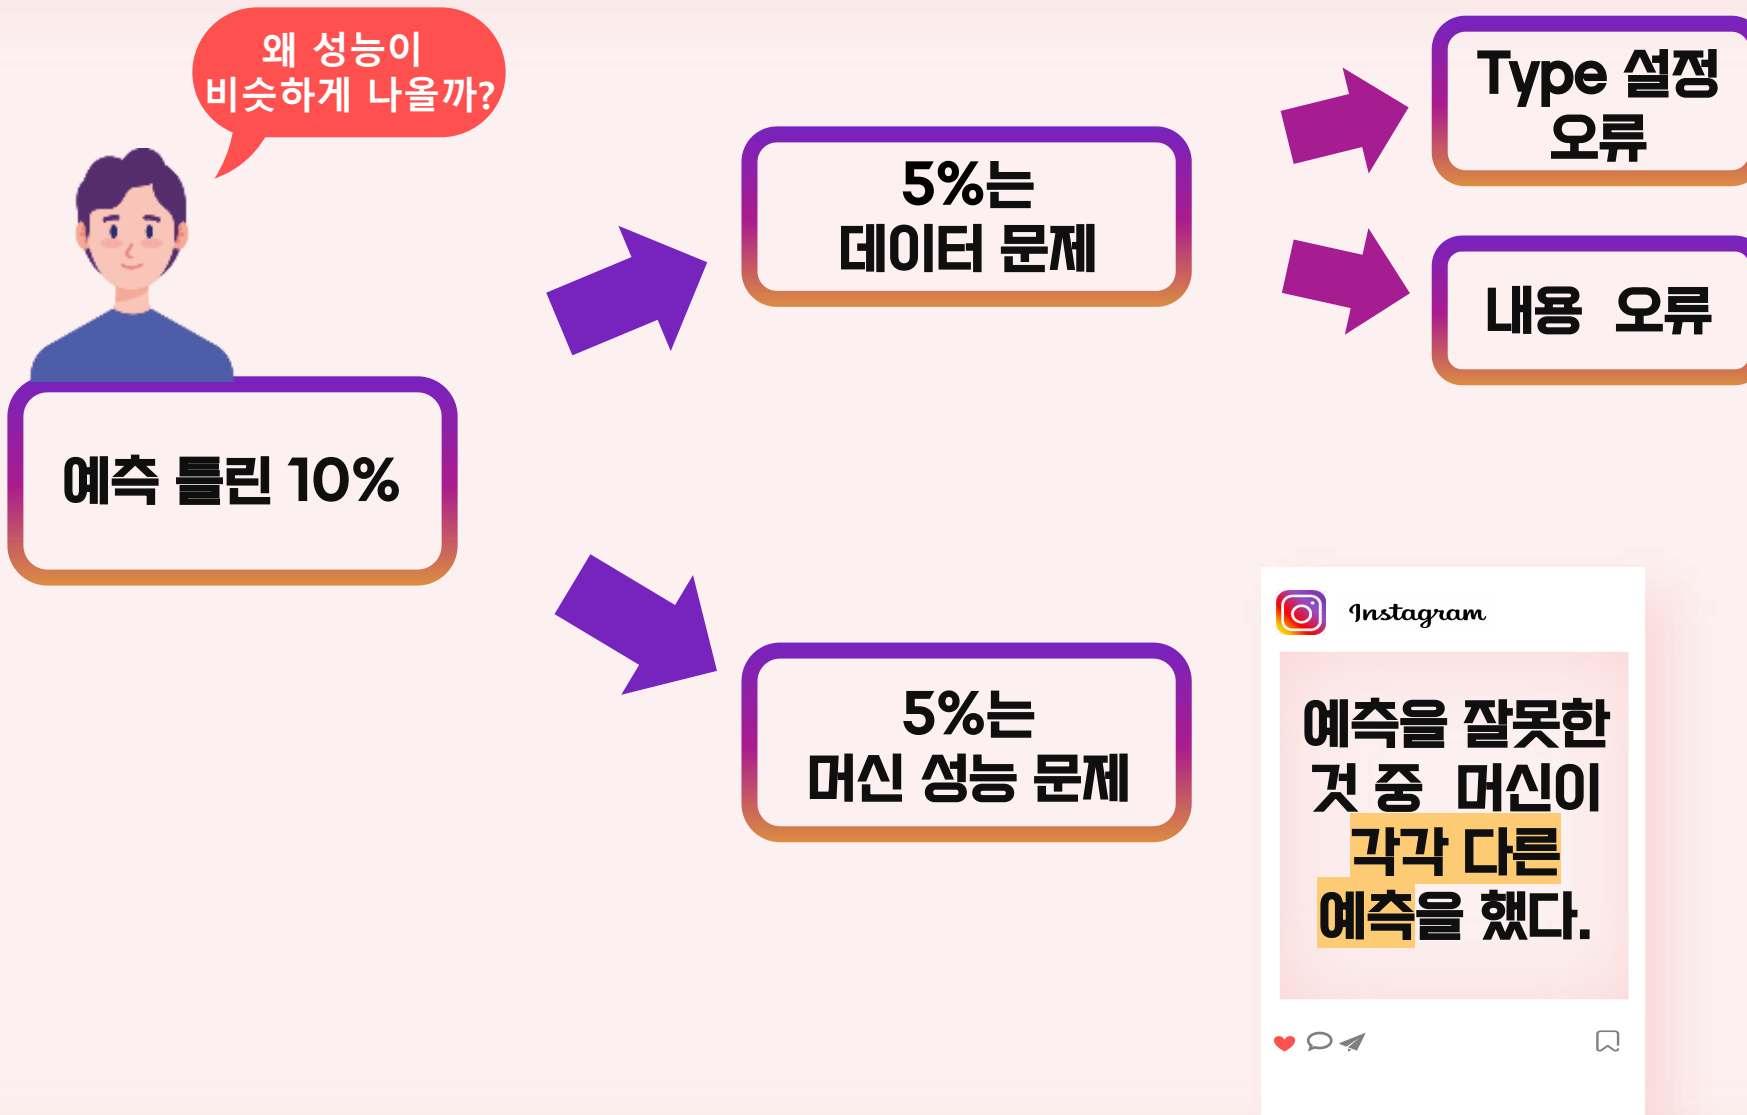 왜 성능이
비슷하게 나올까?
예측 틀린 10%
5%는
데이터 문제
5%는
머신 성능 문제
Type 설정
오류
내용 오류
Instagram
예측을 잘못한
것 중 머신이
각각 다른
예측을 했다.